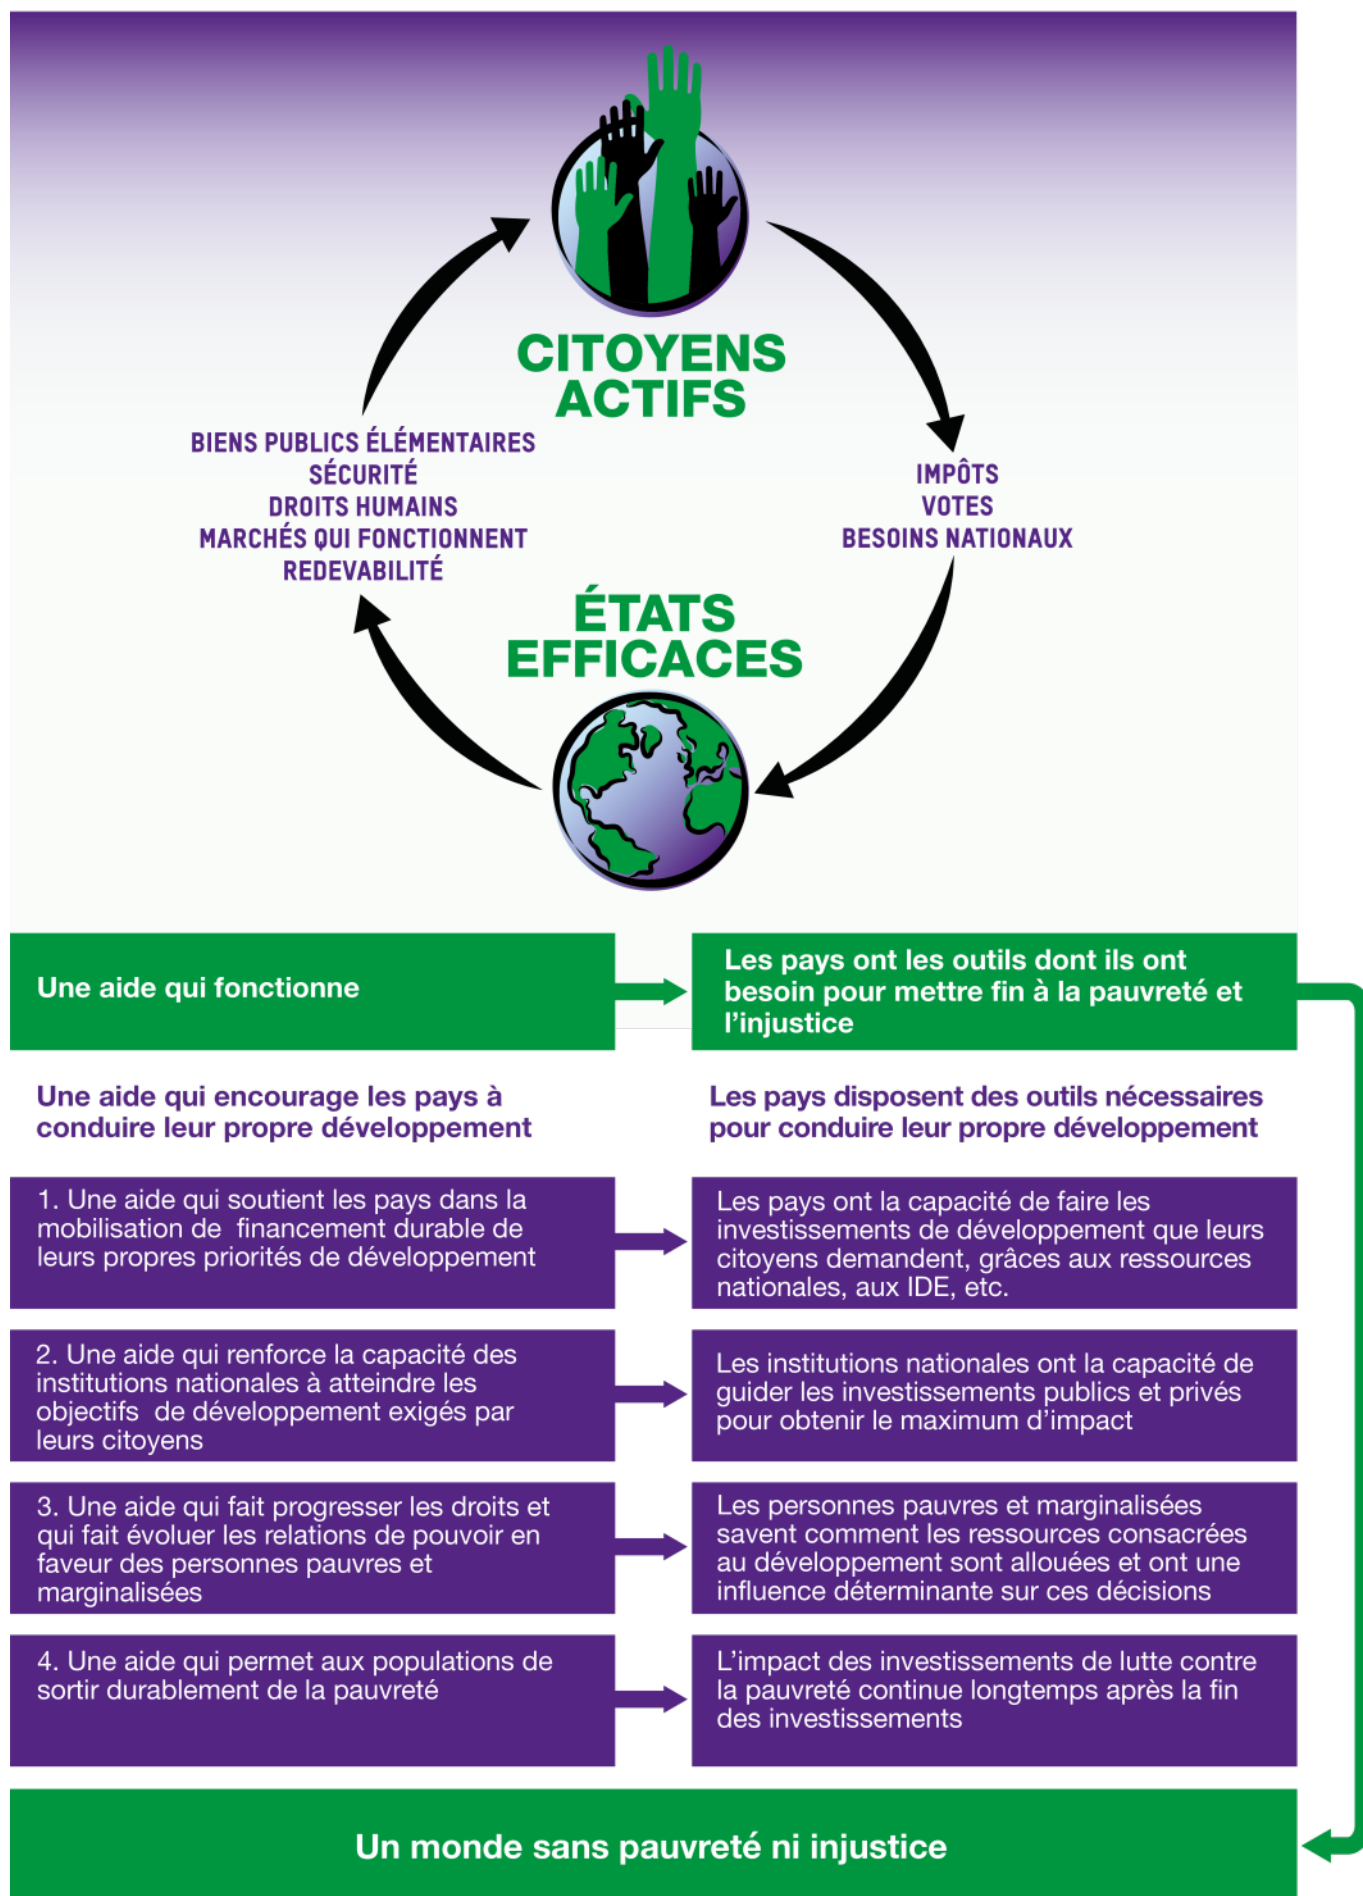 CITOYENS
ACTIFS
BIENS PUBLICS ÉLÉMENTAIRES
SÉCURITÉ
DROITS HUMAINS
MARCHÉS QUI FONCTIONNENT
REDEVABILITÉ
IMPÔTS
VOTES
BESOINS NATIONAUX
ÉTATS
EFFICACES
Une aide qui fonctionne
Les pays ont les outils dont ils ont
besoin pour mettre fin à la pauvreté et
l’injustice
Une aide qui encourage les pays à
conduire leur propre développement
Les pays disposent des outils nécessaires
pour conduire leur propre développement
1. Une aide qui soutient les pays dans la
mobilisation de financement durable de
leurs propres priorités de développement
Les pays ont la capacité de faire les
investissements de développement que leurs
citoyens demandent, grâces aux ressources
nationales, aux IDE, etc.
2. Une aide qui renforce la capacité des
institutions nationales à atteindre les
objectifs de développement exigés par
leurs citoyens
Les institutions nationales ont la capacité de
guider les investissements publics et privés
pour obtenir le maximum d’impact
3. Une aide qui fait progresser les droits et
qui fait évoluer les relations de pouvoir en
faveur des personnes pauvres et
marginalisées
Les personnes pauvres et marginalisées
savent comment les ressources consacrées
au développement sont allouées et ont une
influence déterminante sur ces décisions
4. Une aide qui permet aux populations de
sortir durablement de la pauvreté
L’impact des investissements de lutte contre
la pauvreté continue longtemps après la fin
des investissements
Un monde sans pauvreté ni injustice